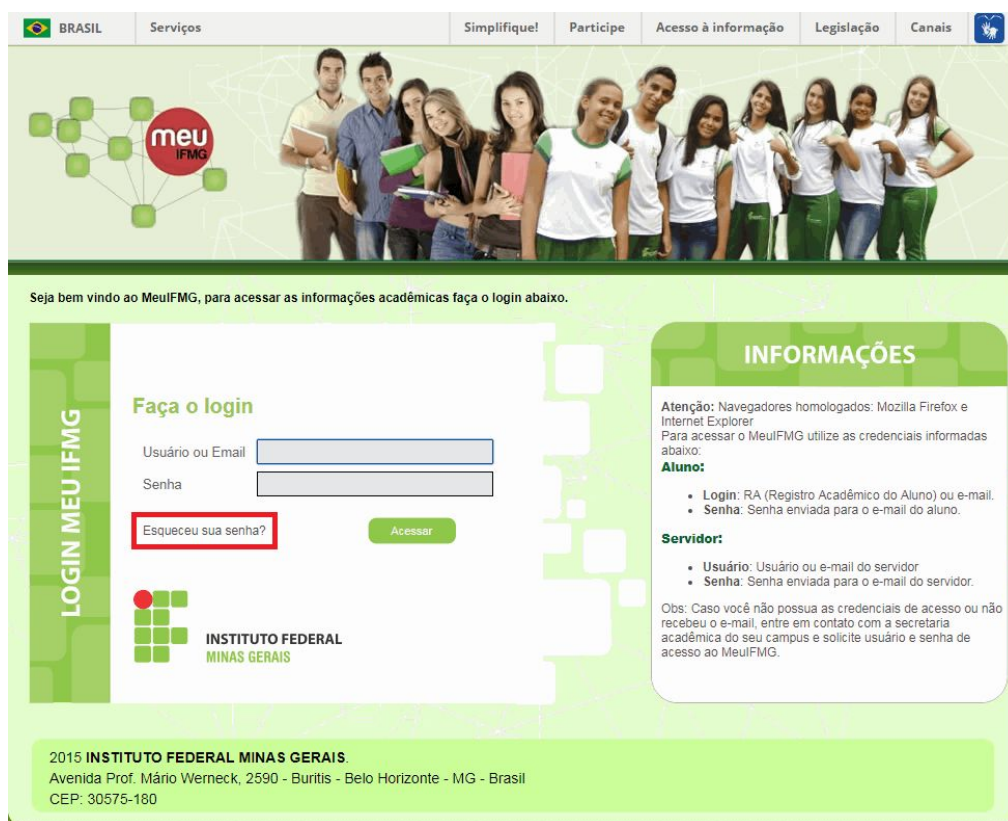 BRASIL Serviços Simplifique! Participe Acesso à informação Legislação Canais
meu
IFMG
Seja bem vindo ao MeuIFMG, para acessar as informações acadêmicas faça o login abaixo.
LOGIN MEU IFMG
Faça o login
Usuário ou Email
Senha
Esqueceu sua senha? Acessar
INSTITUTO FEDERAL
MINAS GERAIS
INFORMAÇÕES
Atenção: Navegadores homologados: Mozilla Firefox e
Internet Explorer
Para acessar o MeuIFMG utilize as credenciais informadas
abaixo:
Aluno:
• Login: RA (Registro Acadêmico do Aluno) ou e-mail.
• Senha: Senha enviada para o e-mail do aluno.
Servidor:
• Usuário: Usuário ou e-mail do servidor
• Senha: Senha enviada para o e-mail do servidor.
Obs: Caso você não possua as credenciais de acesso ou não
recebeu o e-mail, entre em contato com a secretaria
acadêmica do seu campus e solicite usuário e senha de
acesso ao MeuIFMG.
2015 INSTITUTO FEDERAL MINAS GERAIS.
Avenida Prof. Mário Werneck, 2590 - Buritis - Belo Horizonte - MG - Brasil
CEP: 30575-180